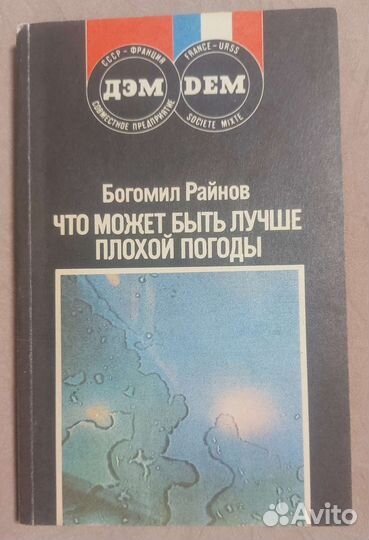 СССР - ФРАНЦИЯ
ДЭМ
СОВМЕСТНОЕ ПРЕДПРИЯТИЕ
FRANCE - URSS
DEM
SOCIETE MIXTE
Богомил Райнов
ЧТО МОЖЕТ БЫТЬ ЛУЧШЕ
ПЛОХОЙ ПОГОДЫ
Avito